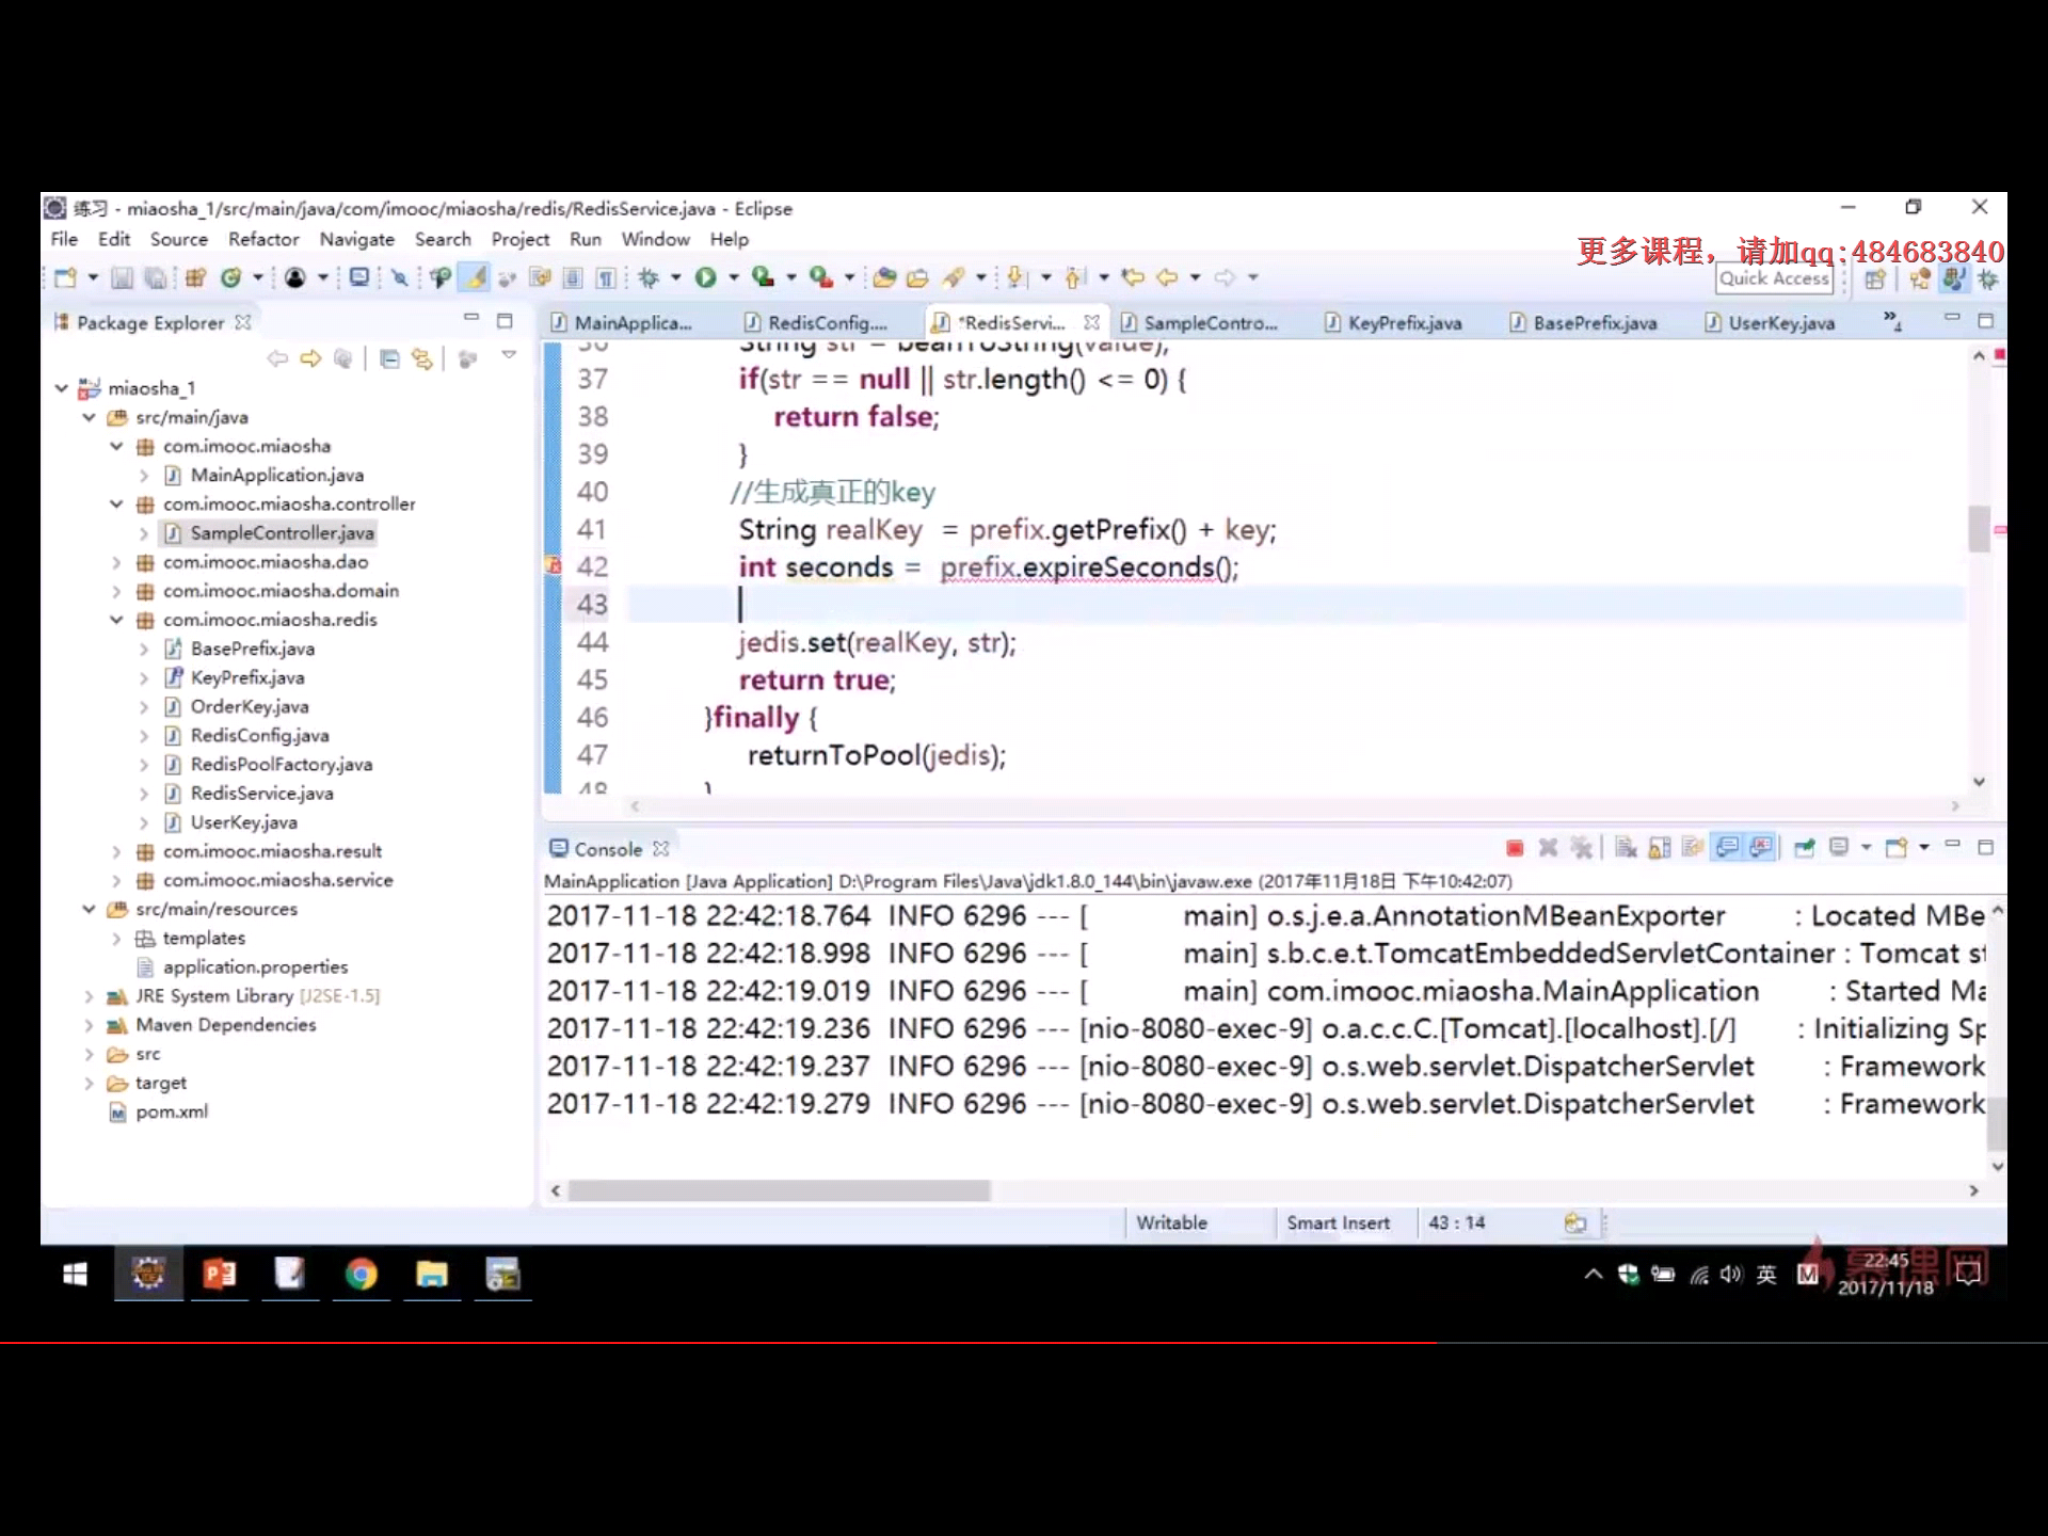 练习 - miaosha_1/src/main/java/com/imooc/miaosha/redis/RedisService.java - Eclipse
File Edit Source Refactor Navigate Search Project Run Window Help
更多课程，请加qq:484683840
Quick Access
Package Explorer
MainApplica... RedisConfig.... *RedisServi... SampleContro... KeyPrefix.java BasePrefix.java UserKey.java »4
miaosha_1
src/main/java
com.imooc.miaosha
MainApplication.java
com.imooc.miaosha.controller
SampleController.java
com.imooc.miaosha.dao
com.imooc.miaosha.domain
com.imooc.miaosha.redis
BasePrefix.java
KeyPrefix.java
OrderKey.java
RedisConfig.java
RedisPoolFactory.java
RedisService.java
UserKey.java
com.imooc.miaosha.result
com.imooc.miaosha.service
src/main/resources
templates
application.properties
JRE System Library [J2SE-1.5]
Maven Dependencies
src
target
pom.xml
36 String str = beanToString(value);
37 if(str == null || str.length() <= 0) {
38 return false;
39 }
40 //生成真正的key
41 String realKey = prefix.getPrefix() + key;
42 int seconds = prefix.expireSeconds();
43
44 jedis.set(realKey, str);
45 return true;
46 }finally {
47 returnToPool(jedis);
48 }
Console
MainApplication [Java Application] D:\Program Files\Java\jdk1.8.0_144\bin\javaw.exe (2017年11月18日 下午10:42:07)
2017-11-18 22:42:18.764 INFO 6296 --- [ main] o.s.j.e.a.AnnotationMBeanExporter : Located MBe
2017-11-18 22:42:18.998 INFO 6296 --- [ main] s.b.c.e.t.TomcatEmbeddedServletContainer : Tomcat st
2017-11-18 22:42:19.019 INFO 6296 --- [ main] com.imooc.miaosha.MainApplication : Started Ma
2017-11-18 22:42:19.236 INFO 6296 --- [nio-8080-exec-9] o.a.c.c.C.[Tomcat].[localhost].[/] : Initializing Sp
2017-11-18 22:42:19.237 INFO 6296 --- [nio-8080-exec-9] o.s.web.servlet.DispatcherServlet : Framework
2017-11-18 22:42:19.279 INFO 6296 --- [nio-8080-exec-9] o.s.web.servlet.DispatcherServlet : Framework
Writable Smart Insert 43 : 14
英 M 22:45
2017/11/18
慕课网